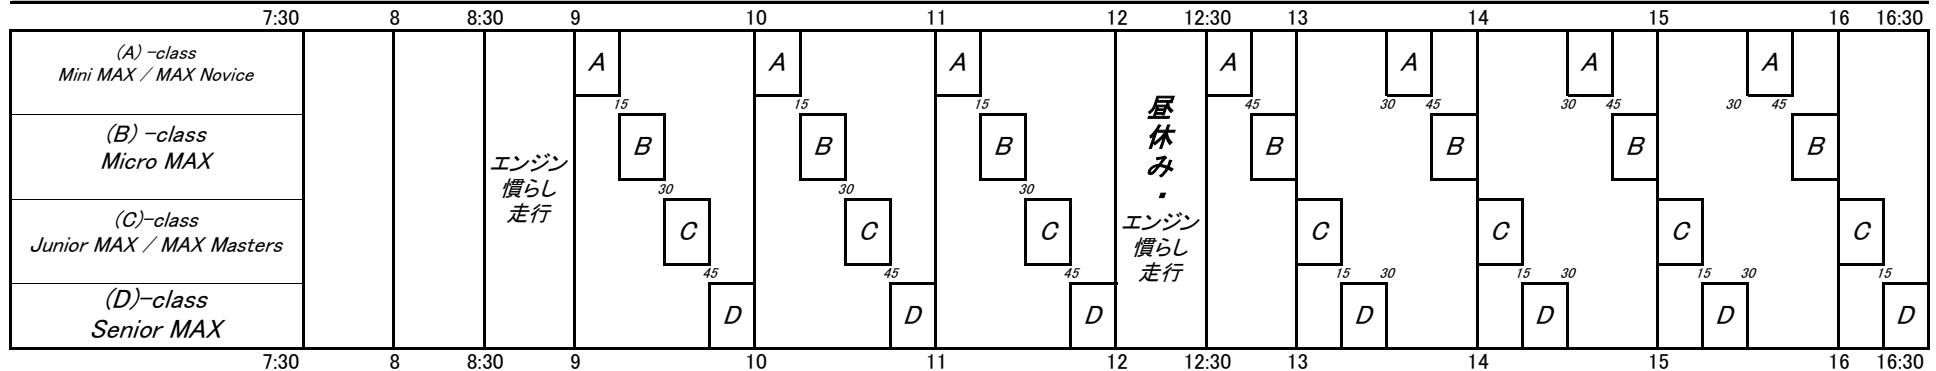 7:30 8 8:30 9 10 11 12 12:30 13 14 15 16 16:30
(A) -class
Mini MAX / MAX Novice
A A A A A A A
15 15 15 45 30 45 30 45 30 45
(B) -class
Micro MAX
B B B B B B B
30 30 30
(C)-class
Junior MAX / MAX Masters
C C C C C C C
45 45 45 15 30 15 30 15 30 15
(D)-class
Senior MAX
D D D D D D D
エンジン
慣らし
走行
昼
休
み
・
エンジン
慣らし
走行
7:30 8 8:30 9 10 11 12 12:30 13 14 15 16 16:30